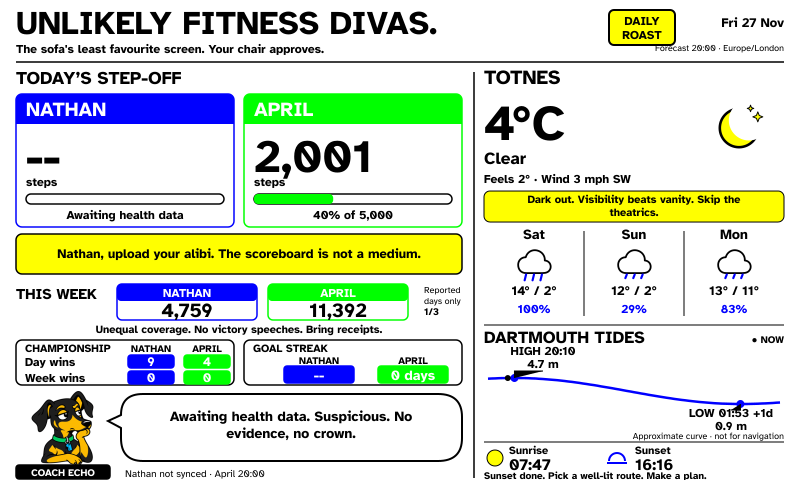 UNLIKELY FITNESS DIVAS.
The sofa's least favourite screen. Your chair approves.
DAILY
ROAST
Fri 27 Nov
Forecast 20:00 · Europe/London
TODAY'S STEP-OFF
NATHAN
--
steps
Awaiting health data
APRIL
2,001
steps
40% of 5,000
Nathan, upload your alibi. The scoreboard is not a medium.
THIS WEEK
NATHAN
4,759
APRIL
11,392
Reported
days only
1/3
Unequal coverage. No victory speeches. Bring receipts.
CHAMPIONSHIP NATHAN APRIL
Day wins 9 4
Week wins 0 0
GOAL STREAK
NATHAN APRIL
-- 0 days
Awaiting health data. Suspicious. No
evidence, no crown.
COACH ECHO
Nathan not synced · April 20:00
TOTNES
4°C
Clear
Feels 2° · Wind 3 mph SW
Dark out. Visibility beats vanity. Skip the
theatrics.
Sat Sun Mon
14° / 2° 12° / 2° 13° / 11°
100% 29% 83%
DARTMOUTH TIDES
• NOW
HIGH 20:10
4.7 m
LOW 01:53 +1d
0.9 m
Approximate curve · not for navigation
Sunrise
07:47
Sunset
16:16
Sunset done. Pick a well-lit route. Make a plan.